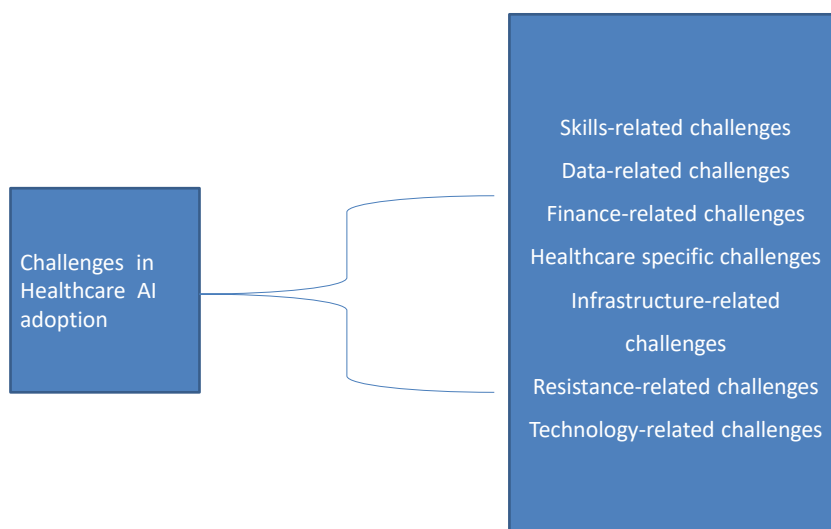 Challenges in
Healthcare AI
adoption
Skills-related challenges
Data-related challenges
Finance-related challenges
Healthcare specific challenges
Infrastructure-related
challenges
Resistance-related challenges
Technology-related challenges